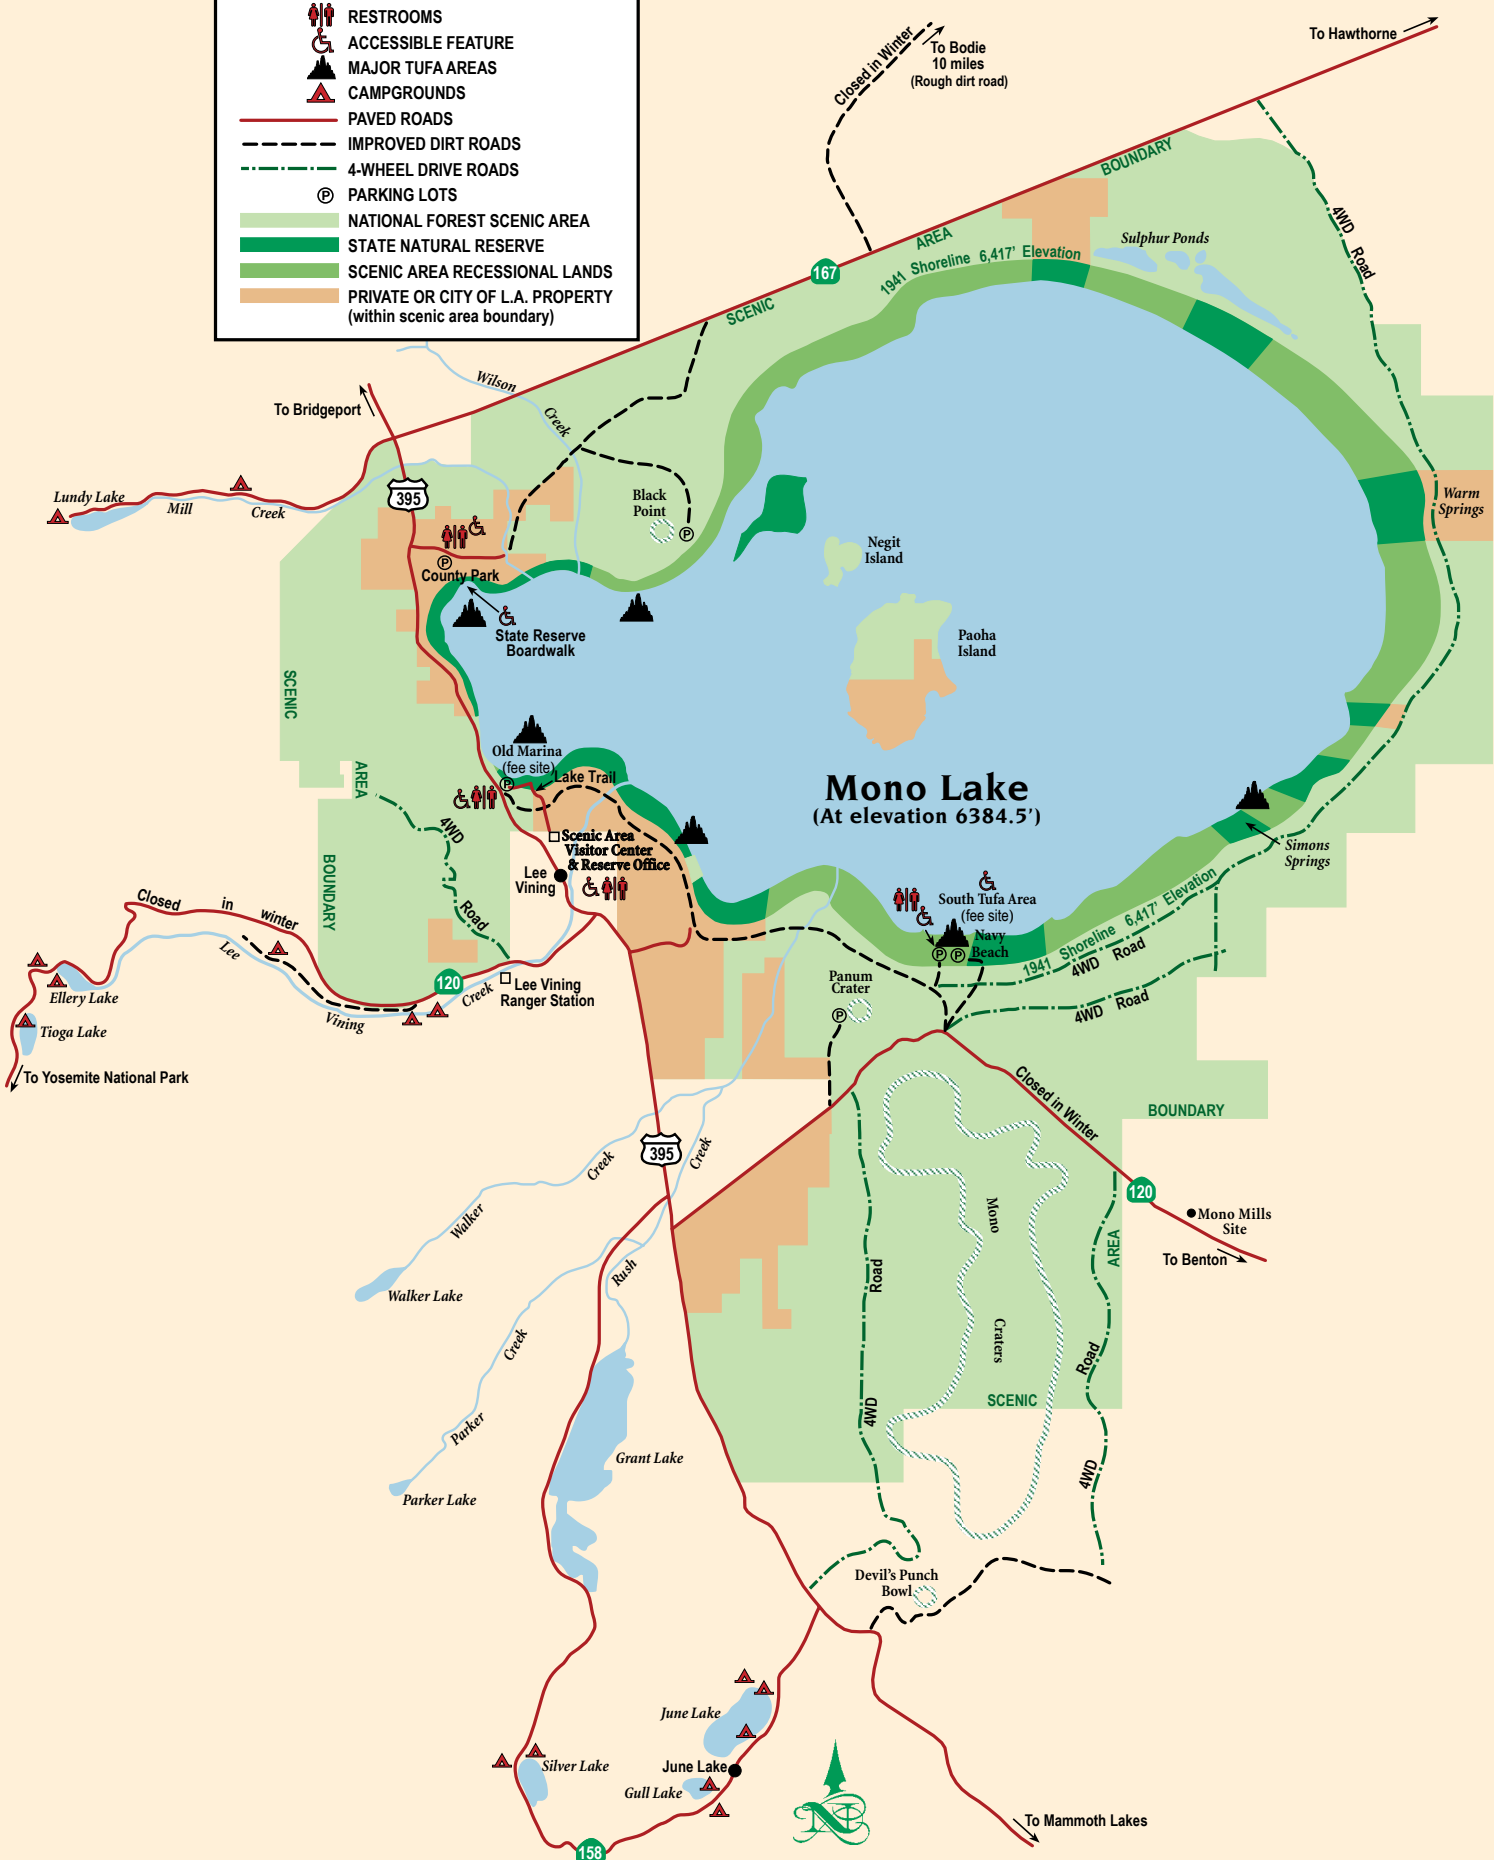 RESTROOMS
ACCESSIBLE FEATURE
MAJOR TUFA AREAS
CAMPGROUNDS
PAVED ROADS
IMPROVED DIRT ROADS
4-WHEEL DRIVE ROADS
P PARKING LOTS
NATIONAL FOREST SCENIC AREA
STATE NATURAL RESERVE
SCENIC AREA RECESSIONAL LANDS
PRIVATE OR CITY OF L.A. PROPERTY
(within scenic area boundary)
Closed in Winter
To Bodie
10 miles
(Rough dirt road)
To Hawthorne
BOUNDARY
AREA
SCENIC
167
1941 Shoreline 6,417' Elevation
Sulphur Ponds
4WD Road
Wilson
Creek
To Bridgeport
395
Lundy Lake
Mill
Creek
Black
Point
P
Negit
Island
Warm
Springs
P
County Park
State Reserve
Boardwalk
Paoha
Island
SCENIC
AREA
BOUNDARY
Old Marina
(fee site)
P
Lake Trail
Mono Lake
(At elevation 6384.5')
4WD
Road
Scenic Area
Visitor Center
& Reserve Office
Lee
Vining
Simons
Springs
Closed in winter
Lee
Vining
Creek
120
Ellery Lake
Tioga Lake
To Yosemite National Park
Lee Vining
Ranger Station
South Tufa Area
(fee site)
Navy
Beach
P
P
1941 Shoreline 6,417' Elevation
4WD Road
4WD Road
Panum
Crater
P
Closed in Winter
BOUNDARY
AREA
SCENIC
120
Mono Mills
Site
To Benton
395
Creek
Walker
Creek
Walker Lake
Rush
Creek
Parker
Parker Lake
Grant Lake
Mono
Craters
Road
4WD
Road
4WD
Devil's Punch
Bowl
June Lake
June Lake
Gull Lake
Silver Lake
158
N
To Mammoth Lakes